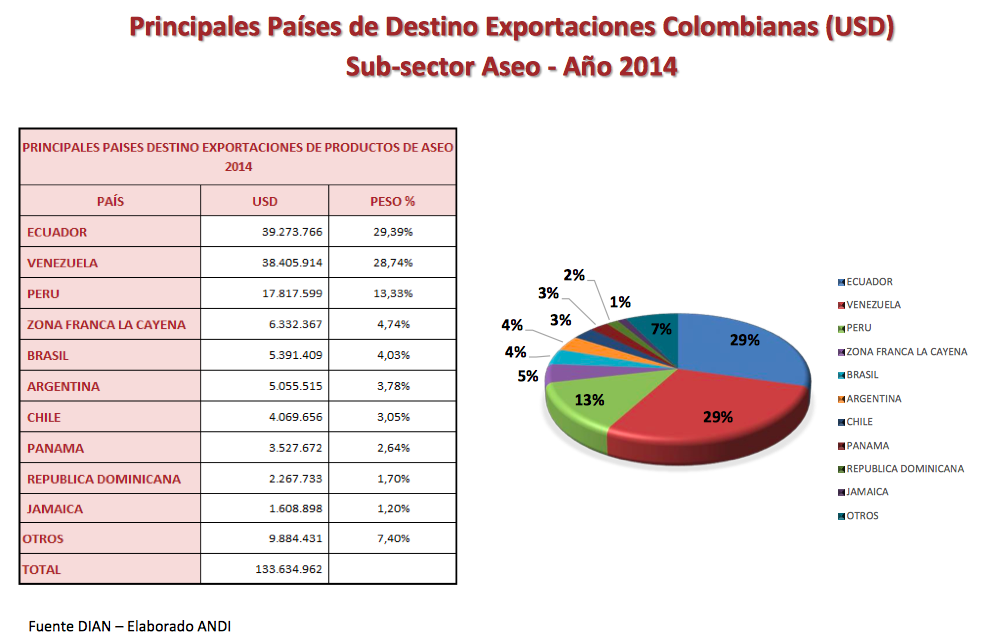 Principales Países de Destino Exportaciones Colombianas (USD)
Sub-sector Aseo - Año 2014
PRINCIPALES PAISES DESTINO EXPORTACIONES DE PRODUCTOS DE ASEO
2014
PAÍS USD PESO %
ECUADOR 39.273.766 29,39%
VENEZUELA 38.405.914 28,74%
PERU 17.817.599 13,33%
ZONA FRANCA LA CAYENA 6.332.367 4,74%
BRASIL 5.391.409 4,03%
ARGENTINA 5.055.515 3,78%
CHILE 4.069.656 3,05%
PANAMA 3.527.672 2,64%
REPUBLICA DOMINICANA 2.267.733 1,70%
JAMAICA 1.608.898 1,20%
OTROS 9.884.431 7,40%
TOTAL 133.634.962
2%
3%
1%
3%
4%
7%
29%
4%
5%
13%
29%
ECUADOR
VENEZUELA
PERU
ZONA FRANCA LA CAYENA
BRASIL
ARGENTINA
CHILE
PANAMA
REPUBLICA DOMINICANA
JAMAICA
OTROS
Fuente DIAN – Elaborado ANDI